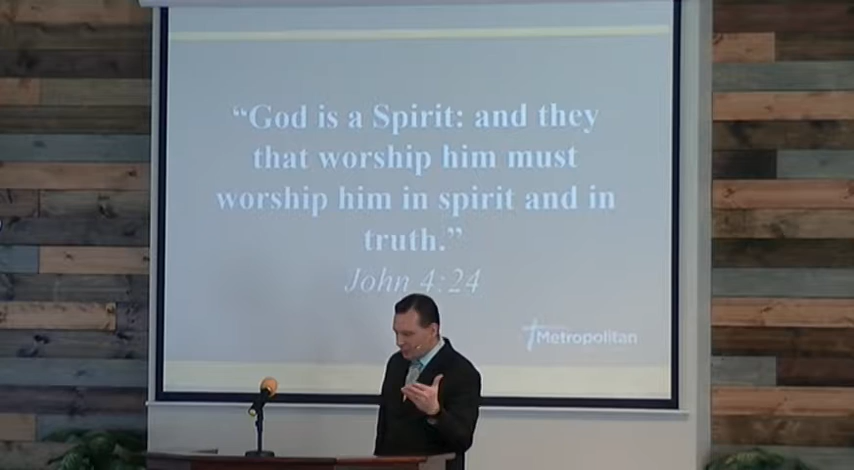 “God is a Spirit: and they
that worship him must
worship him in spirit and in
truth.”
John 4:24
Metropolitan